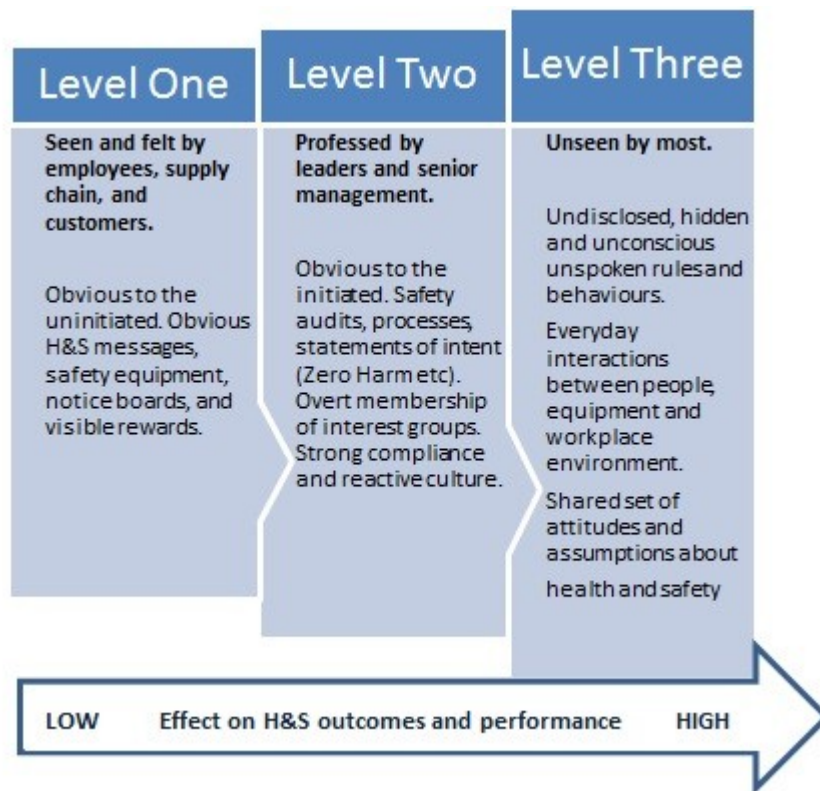 Level One
Seen and felt by
employees, supply
chain, and
customers.
Obvious to the
uninitiated. Obvious
H&S messages,
safety equipment,
notice boards, and
visible rewards.
Level Two
Professed by
leaders and senior
management.
Obvious to the
initiated. Safety
audits, processes,
statements of intent
(Zero Harm etc).
Overt membership
of interest groups.
Strong compliance
and reactive culture.
Level Three
Unseen by most.
Undisclosed, hidden
and unconscious
unspoken rules and
behaviours.
Everyday
interactions
between people,
equipment and
workplace
environment.
Shared set of
attitudes and
assumptions about
health and safety
LOW Effect on H&S outcomes and performance HIGH